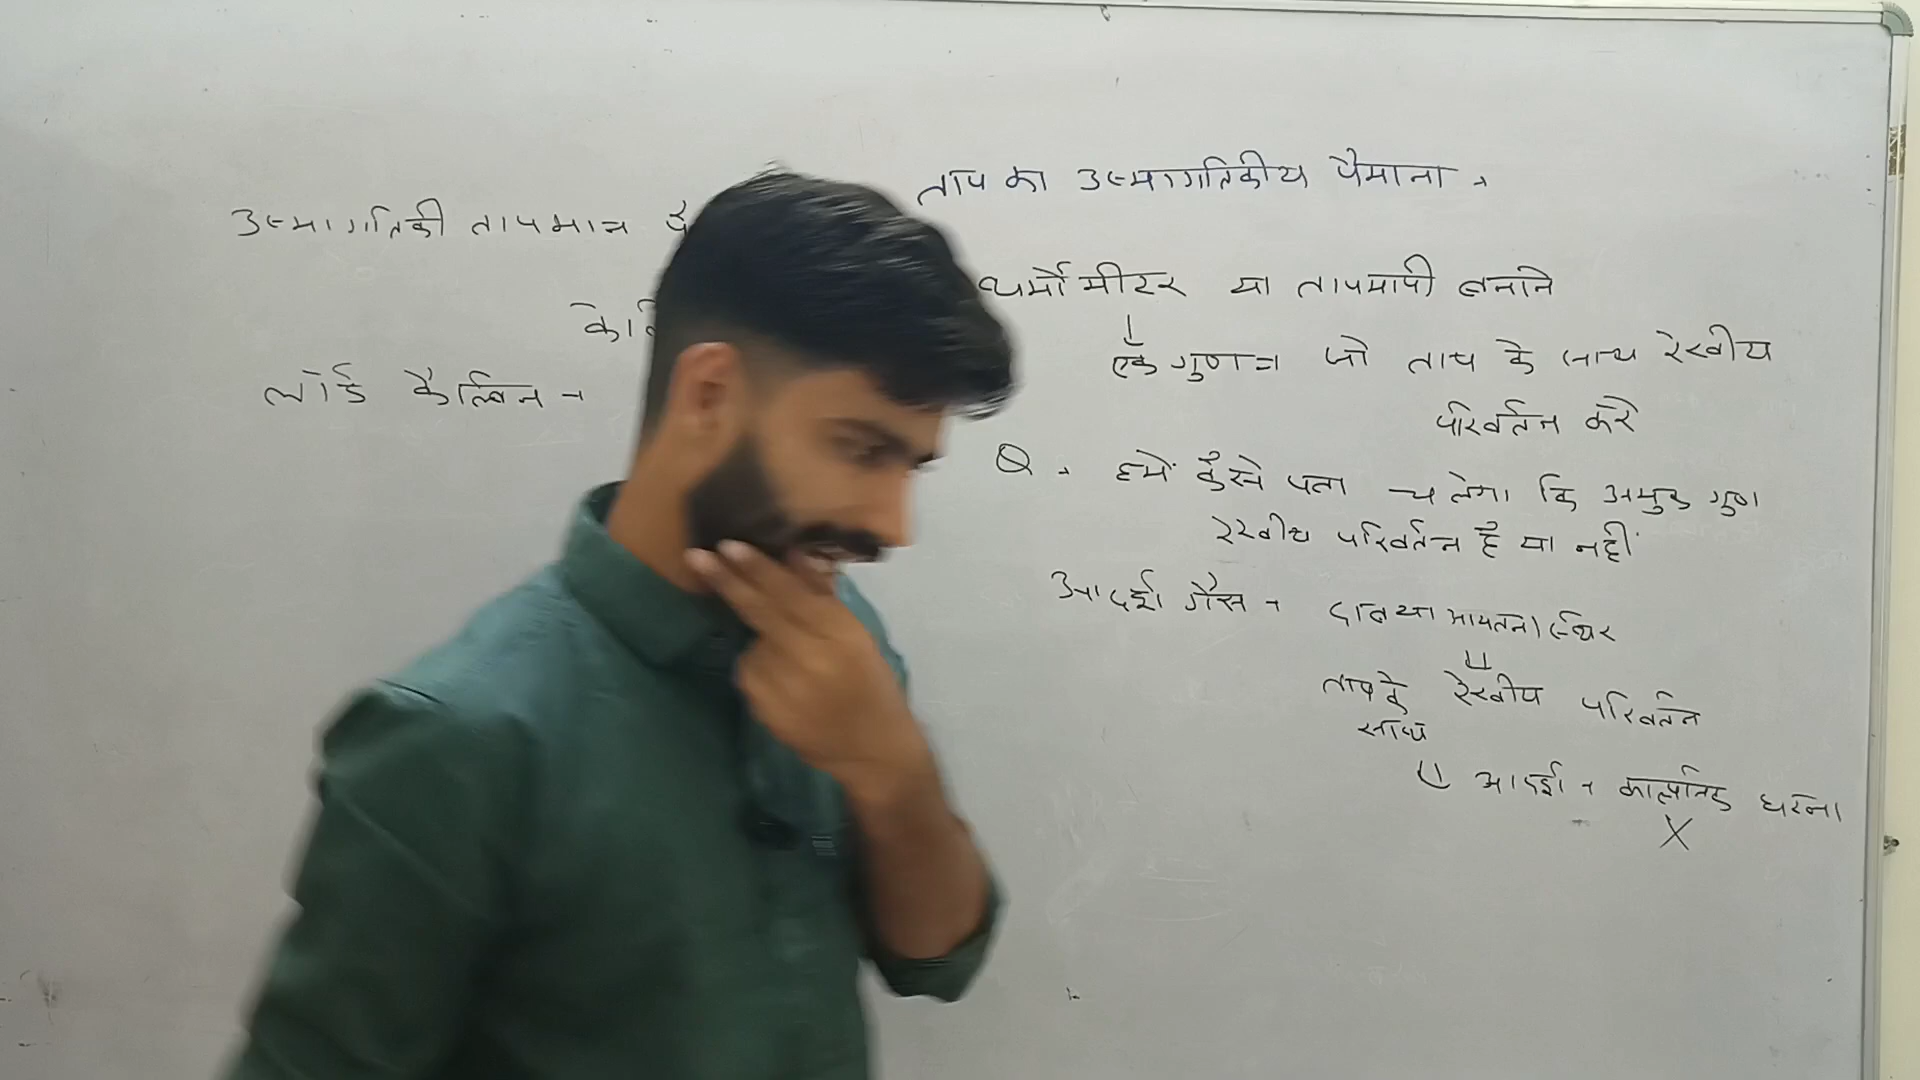 उष्मागतिकी तापमान
लॉर्ड कैल्विन -
ताप का उष्मागतिकीय पैमाना -
थर्मोमीटर या तापमापी बनाने
↓
एक गुण = जो ताप के साथ रेखीय
परिवर्तन करे
Q. हमें कैसे पता चलेगा कि अमुक गुण
रेखीय परिवर्तन है या नहीं
आदर्श गैस - दाब या आयतन स्थिर
ताप के रेखीय परिवर्तन
साथ
आदर्श - काल्पनिक घटना
X